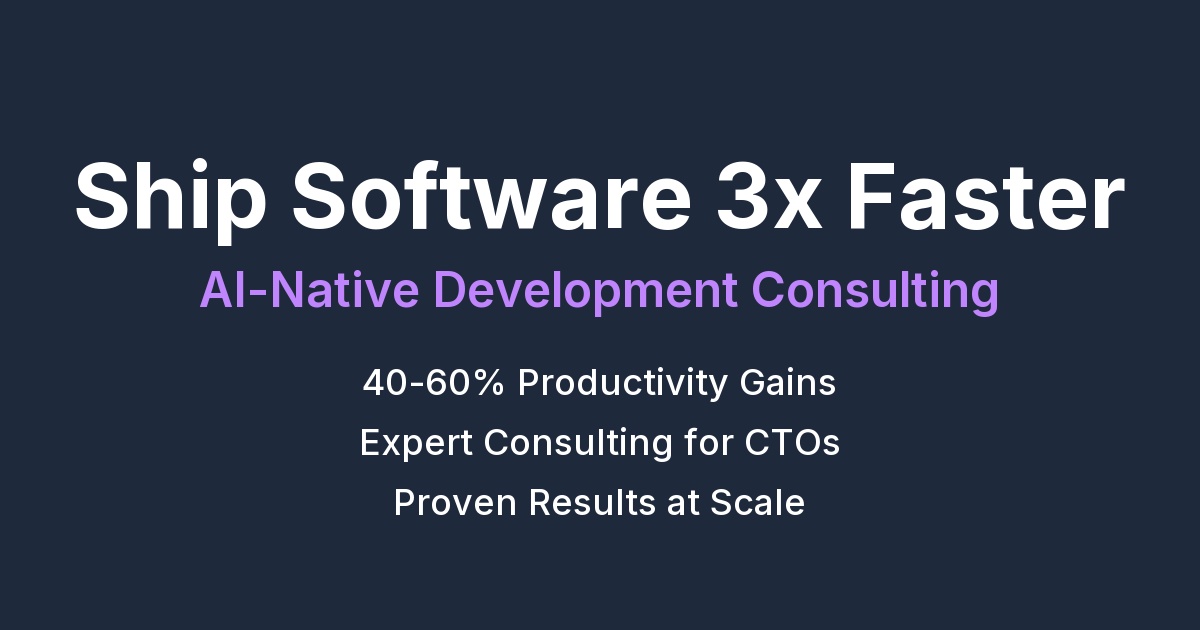 Ship Software 3x Faster
AI-Native Development Consulting
40-60% Productivity Gains
Expert Consulting for CTOs
Proven Results at Scale